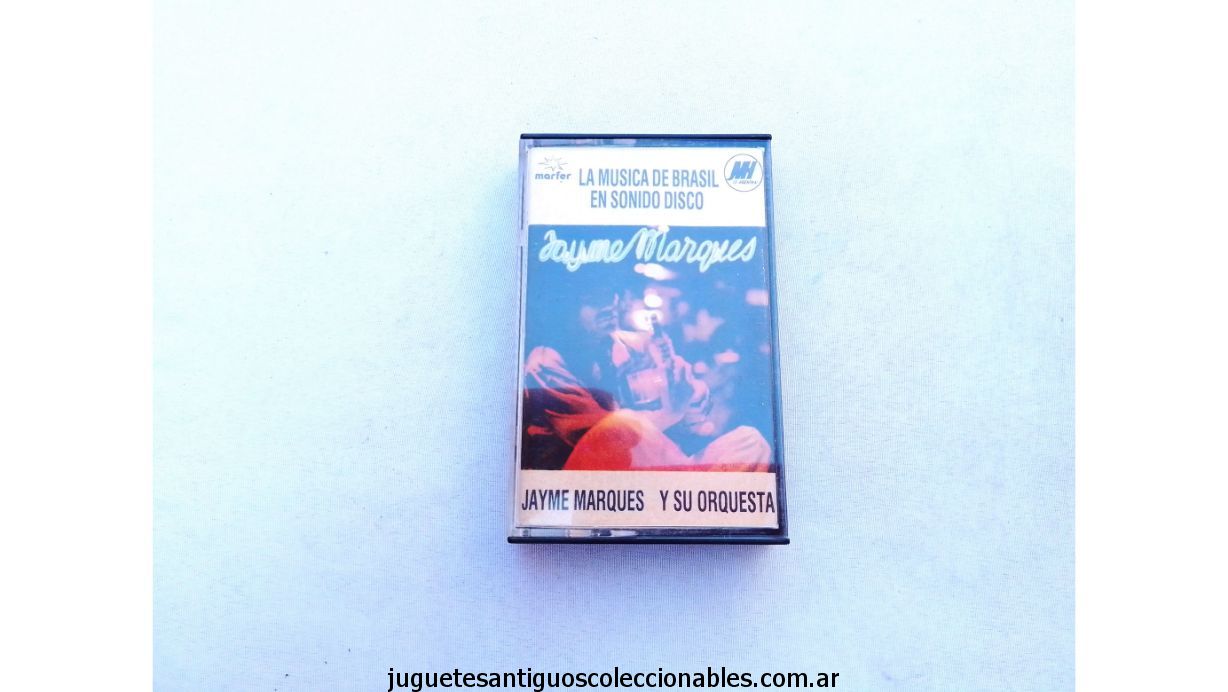 marfer
LA MUSICA DE BRASIL
EN SONIDO DISCO
MH
Jayme Marques
JAYME MARQUES Y SU ORQUESTA
juguetesantiguoscoleccionables.com.ar